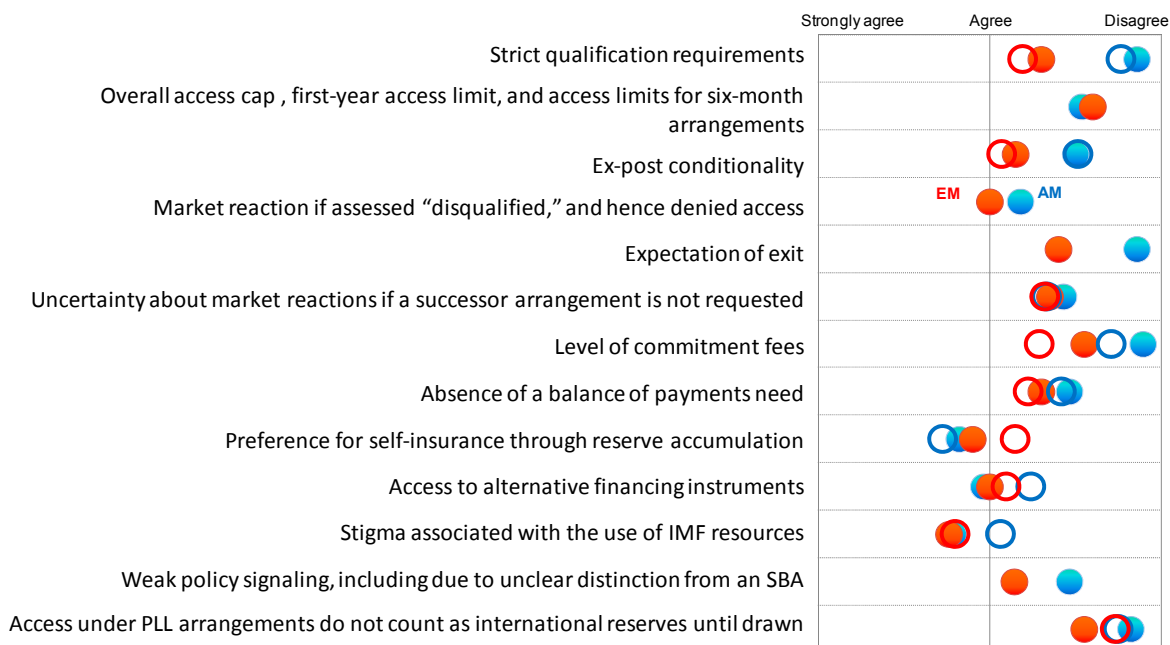 Strongly agree Agree Disagree
Strict qualification requirements
Overall access cap , first-year access limit, and access limits for six-month
arrangements
Ex-post conditionality
Market reaction if assessed “disqualified,” and hence denied access
EM AM
Expectation of exit
Uncertainty about market reactions if a successor arrangement is not requested
Level of commitment fees
Absence of a balance of payments need
Preference for self-insurance through reserve accumulation
Access to alternative financing instruments
Stigma associated with the use of IMF resources
Weak policy signaling, including due to unclear distinction from an SBA
Access under PLL arrangements do not count as international reserves until drawn